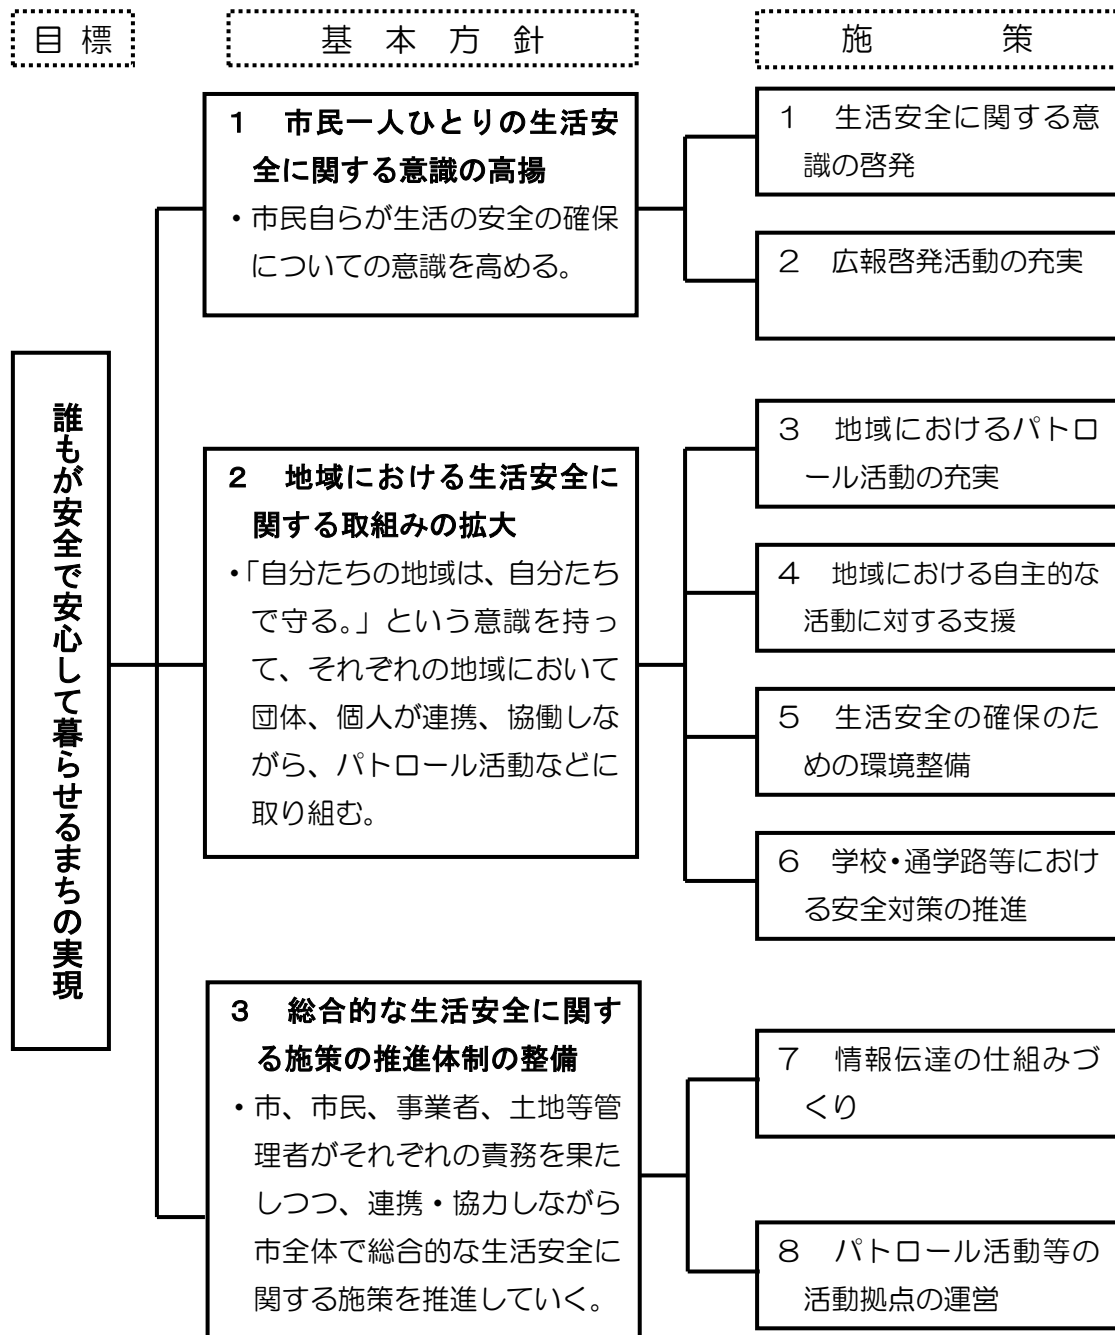 目 標
基 本 方 針
施 策
誰もが安全で安心して暮らせるまちの実現
1 市民一人ひとりの生活安
全に関する意識の高揚
・市民自らが生活の安全の確保
についての意識を高める。
1 生活安全に関する意
識の啓発
2 広報啓発活動の充実
2 地域における生活安全に
関する取組みの拡大
・「自分たちの地域は、自分たち
で守る。」という意識を持っ
て、それぞれの地域において
団体、個人が連携、協働しな
がら、パトロール活動などに
取り組む。
3 地域におけるパトロ
ール活動の充実
4 地域における自主的な
活動に対する支援
5 生活安全の確保のた
めの環境整備
6 学校・通学路等におけ
る安全対策の推進
3 総合的な生活安全に関す
る施策の推進体制の整備
・市、市民、事業者、土地等管
理者がそれぞれの責務を果た
しつつ、連携・協力しながら
市全体で総合的な生活安全に
関する施策を推進していく。
7 情報伝達の仕組みづ
くり
8 パトロール活動等の
活動拠点の運営